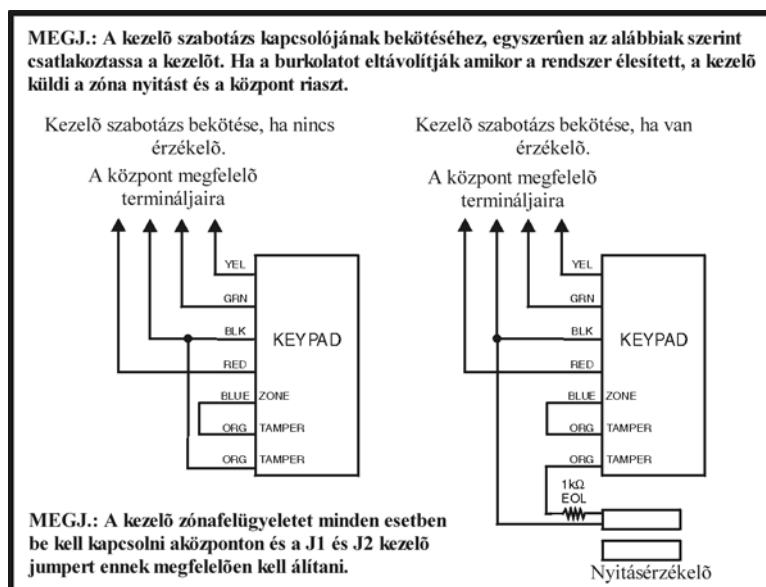 MEGJ.: A kezelõ szabotázs kapcsolójának bekötéséhez, egyszerûen az alábbiak szerint
csatlakoztassa a kezelõt. Ha a burkolatot eltávolítják amikor a rendszer élesített, a kezelõ
küldi a zóna nyitást és a központ riaszt.
Kezelõ szabotázs bekötése, ha nincs
érzékelõ.
A központ megfelelõ
termináljaira
YEL
GRN
BLK
KEYPAD
RED
BLUE ZONE
ORG TAMPER
ORG TAMPER
Kezelõ szabotázs bekötése, ha van
érzékelõ.
A központ megfelelõ
termináljaira
YEL
GRN
BLK
KEYPAD
RED
BLUE ZONE
ORG TAMPER
ORG TAMPER
1kΩ
EOL
Nyitásérzékelõ
MEGJ.: A kezelõ zónafelügyeletet minden esetben
be kell kapcsolni aközponton és a J1 és J2 kezelõ
jumpert ennek megfelelõen kell álítani.